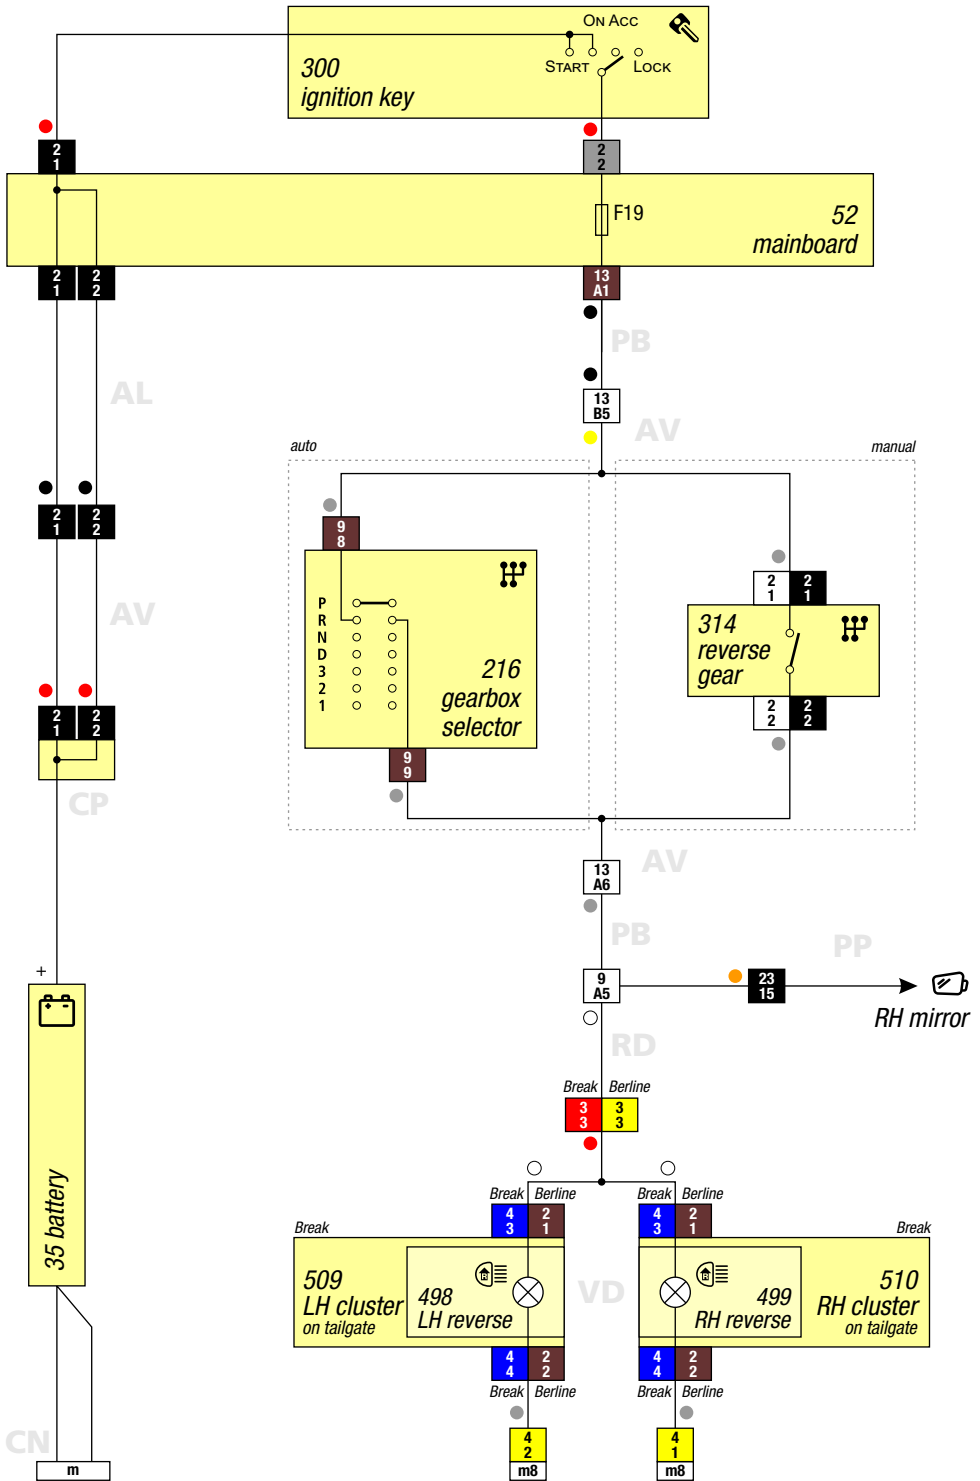 ON ACC
START
LOCK
300
ignition key
2
1
2
2
F19
52
mainboard
2
1
2
2
13
A1
PB
AL
13
B5
AV
auto
manual
2
1
2
2
9
8
2
1
2
1
AV
P
R
N
D
3
2
1
216
gearbox
selector
314
reverse
gear
2
1
2
2
2
2
2
2
9
9
CP
AV
13
A6
PB
PP
+
9
A5
23
15
RH mirror
RD
Break
Berline
3
3
3
3
35 battery
Break
Berline
Break
Berline
4
3
2
1
4
3
2
1
Break
Break
509
LH cluster
on tailgate
498
LH reverse
VD
499
RH reverse
510
RH cluster
on tailgate
4
4
2
2
4
4
2
2
Break
Berline
Break
Berline
CN
m
4
2
m8
4
1
m8